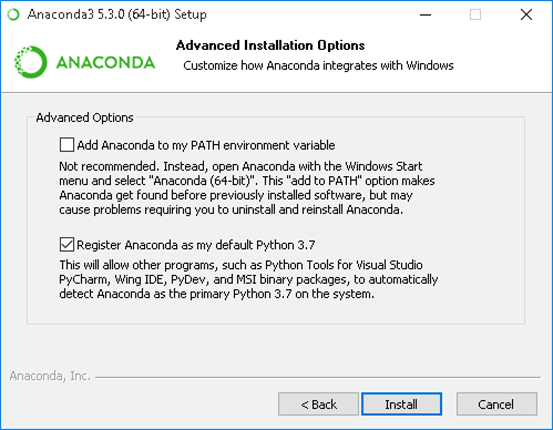 Anaconda3 5.3.0 (64-bit) Setup
Advanced Installation Options
ANACONDA
Customize how Anaconda integrates with Windows
Advanced Options
Add Anaconda to my PATH environment variable
Not recommended. Instead, open Anaconda with the Windows Start
menu and select "Anaconda (64-bit)". This "add to PATH" option makes
Anaconda get found before previously installed software, but may
cause problems requiring you to uninstall and reinstall Anaconda.
Register Anaconda as my default Python 3.7
This will allow other programs, such as Python Tools for Visual Studio
PyCharm, Wing IDE, PyDev, and MSI binary packages, to automatically
detect Anaconda as the primary Python 3.7 on the system.
Anaconda, Inc.
< Back Install Cancel